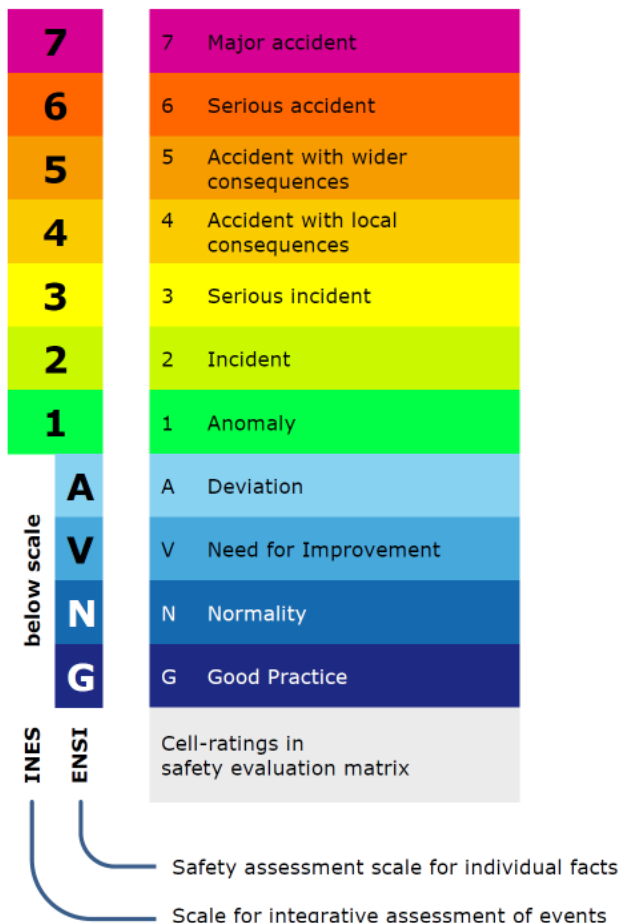 7 7 Major accident
6 6 Serious accident
5 5 Accident with wider
consequences
4 4 Accident with local
consequences
3 3 Serious incident
2 2 Incident
1 1 Anomaly
below scale
A A Deviation
V V Need for Improvement
N N Normality
G G Good Practice
INES
ENSI
Cell-ratings in
safety evaluation matrix
Safety assessment scale for individual facts
Scale for integrative assessment of events